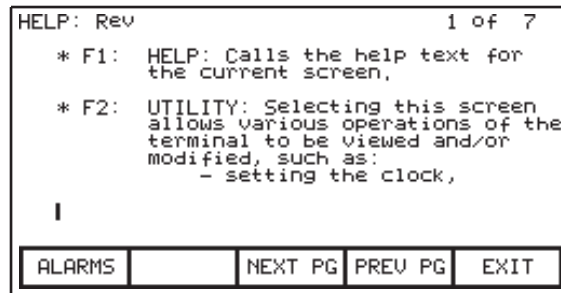 HELP: Rev 1 of 7
* F1: HELP: Calls the help text for
the current screen,
* F2: UTILITY: Selecting this screen
allows various operations of the
terminal to be viewed and/or
modified, such as:
- setting the clock,
ALARMS NEXT PG PREV PG EXIT